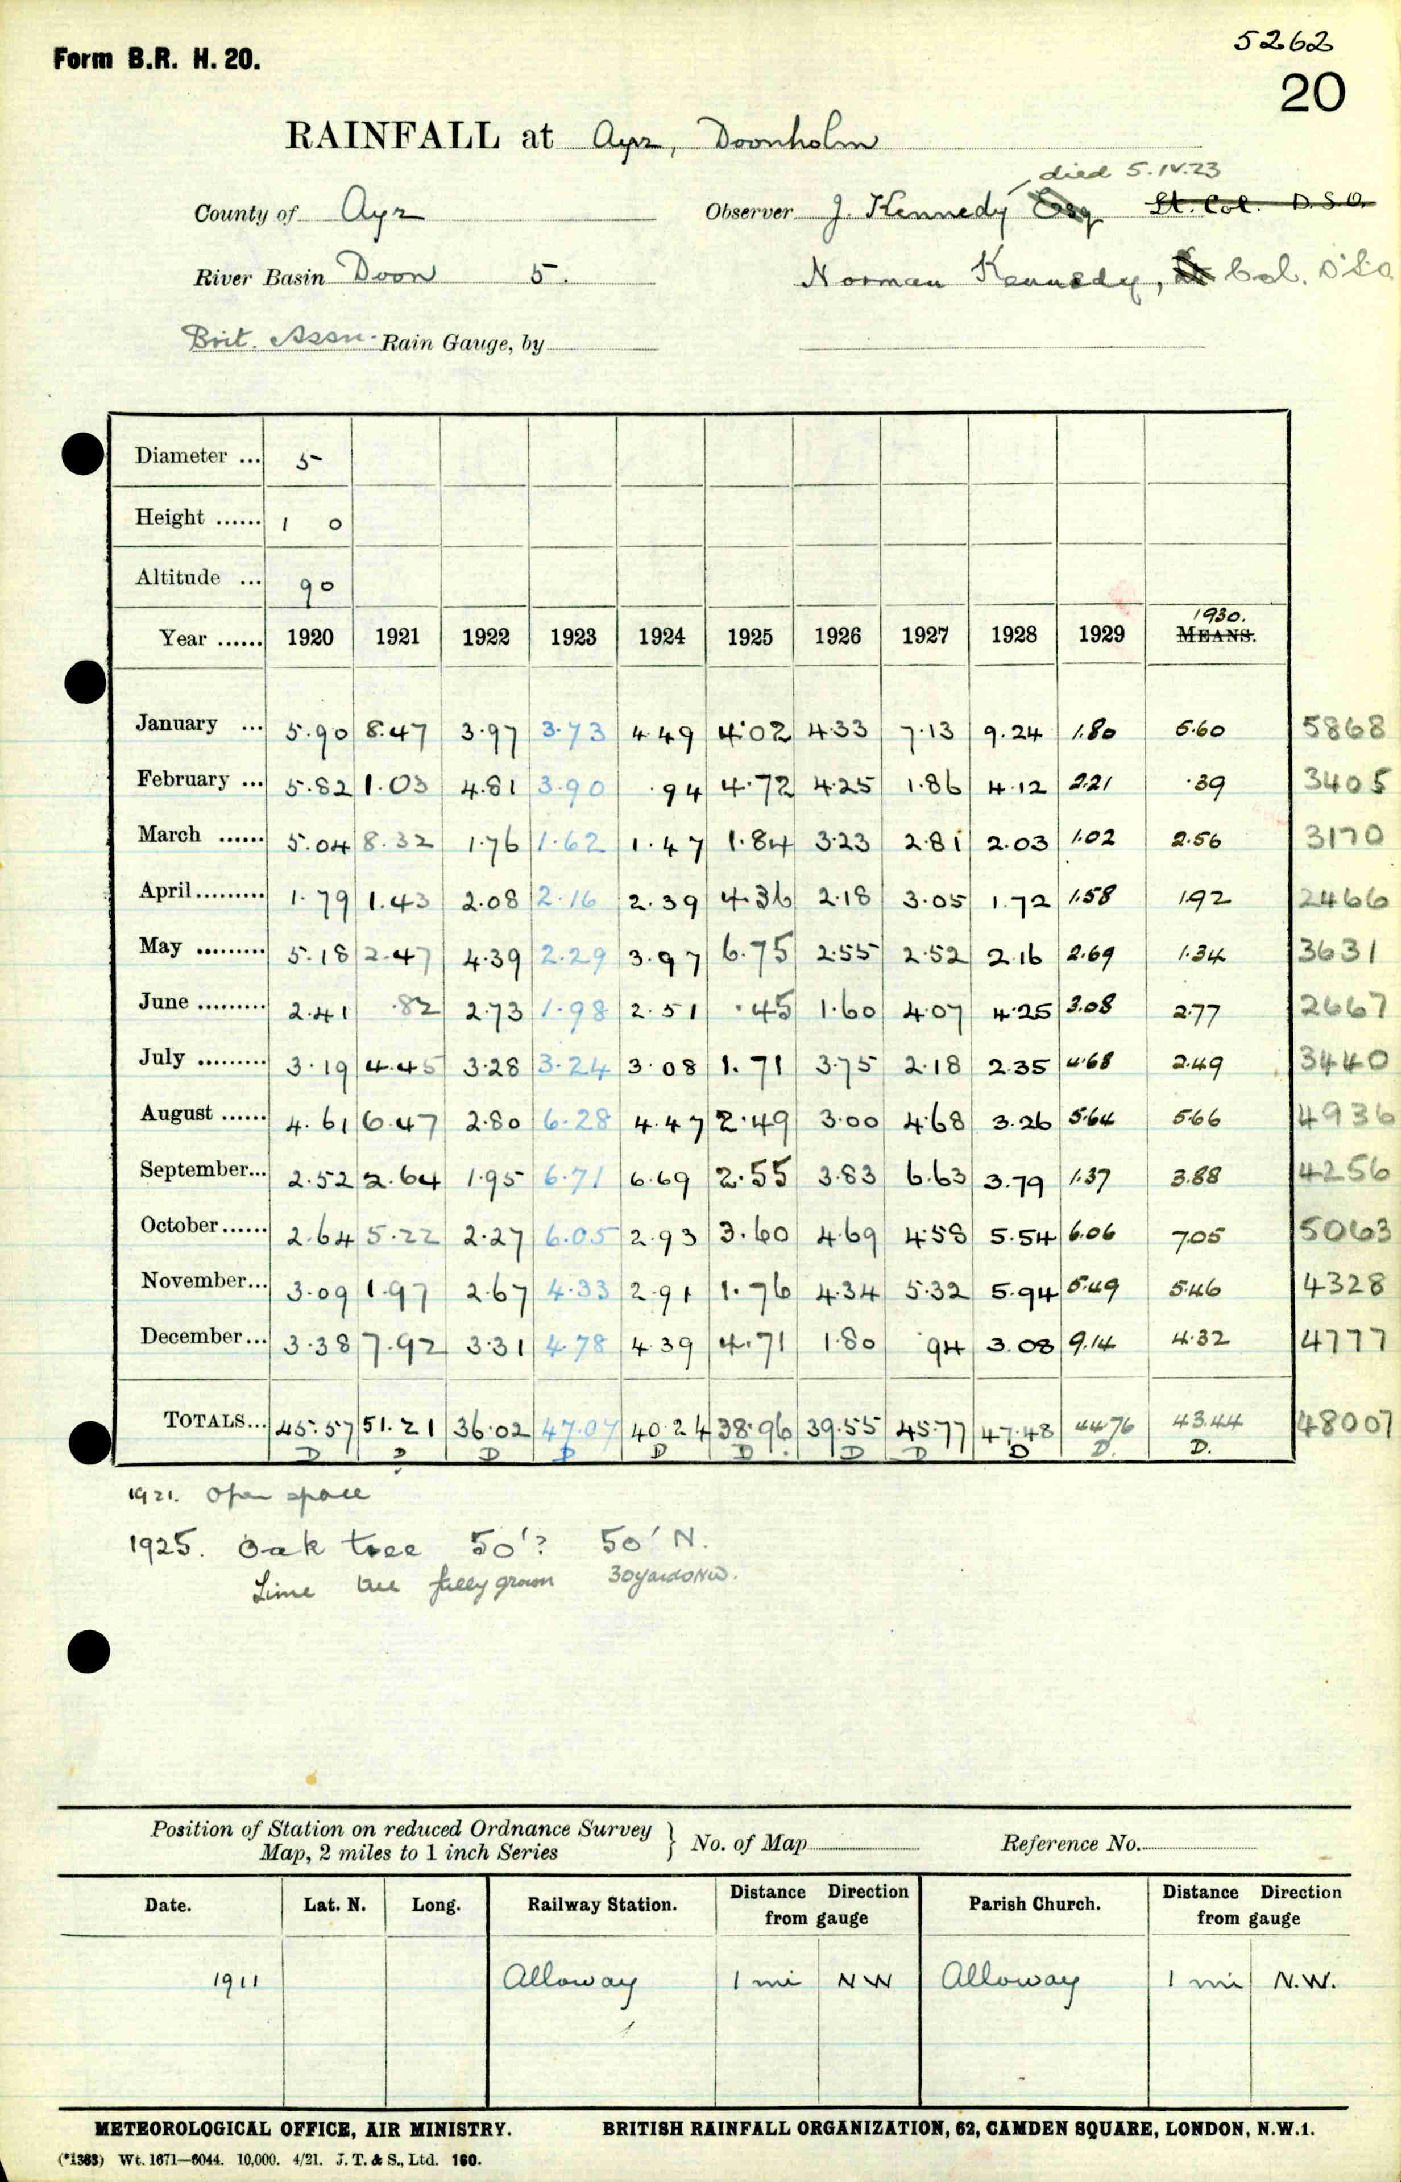 Form B.R. H. 20.
5262
20
RAINFALL at Ayr, Doonholm
died 5.IV.23
County of Ayr Observer J. Kennedy Esq Lt. Col. D.S.O.
River Basin Doon 5. Norman Kennedy, Col. D.S.O
Brit. Assn. Rain Gauge, by
Diameter ... 5
Height ...... 1 0
Altitude ... 90
1930.
Year ...... 1920 1921 1922 1923 1924 1925 1926 1927 1928 1929 MEANS.
January ... 5.90 8.47 3.97 3.73 4.49 4.02 4.33 7.13 9.24 1.80 5.60 5868
February ... 5.82 1.03 4.81 3.90 .94 4.72 4.25 1.86 4.12 2.21 .39 3405
March ...... 5.04 8.32 1.76 1.62 1.47 1.84 3.23 2.81 2.03 1.02 2.56 3170
April ......... 1.79 1.43 2.08 2.16 2.39 4.36 2.18 3.05 1.72 1.58 1.92 2466
May ......... 5.18 2.47 4.39 2.29 3.97 6.75 2.55 2.52 2.16 2.69 1.34 3631
June ......... 2.41 .82 2.73 1.98 2.51 .45 1.60 4.07 4.25 3.08 2.77 2667
July ......... 3.19 4.45 3.28 3.24 3.08 1.71 3.75 2.18 2.35 4.68 2.49 3440
August ...... 4.61 6.47 2.80 6.28 4.47 2.49 3.00 4.68 3.26 5.64 5.66 4936
September... 2.52 2.64 1.95 6.71 6.69 2.55 3.83 6.63 3.79 1.37 3.88 4256
October...... 2.64 5.22 2.27 6.05 2.93 3.60 4.69 4.58 5.54 6.06 7.05 5063
November... 3.09 1.97 2.67 4.33 2.91 1.76 4.34 5.32 5.94 5.49 5.46 4328
December... 3.38 7.92 3.31 4.78 4.39 4.71 1.80 .94 3.08 9.14 4.32 4777
TOTALS... 45.57 51.21 36.02 47.07 40.24 38.96 39.55 45.77 47.48 44.76 43.44 48007
D D D D D D D D D D. D.
1921. Open space
1925. Oak tree 50'? 50' N.
Lime tree fully grown 30yards NW.
Position of Station on reduced Ordnance Survey Map, 2 miles to 1 inch Series } No. of Map Reference No.
Date. Lat. N. Long. Railway Station. Distance Direction from gauge Parish Church. Distance Direction from gauge
1911 Alloway 1 mi NW Alloway 1 mi N.W.
METEOROLOGICAL OFFICE, AIR MINISTRY. BRITISH RAINFALL ORGANIZATION, 62, CAMDEN SQUARE, LONDON, N.W.1.
(*1383) Wt. 1671—6044. 10,000. 4/21. J. T. & S., Ltd. 160.